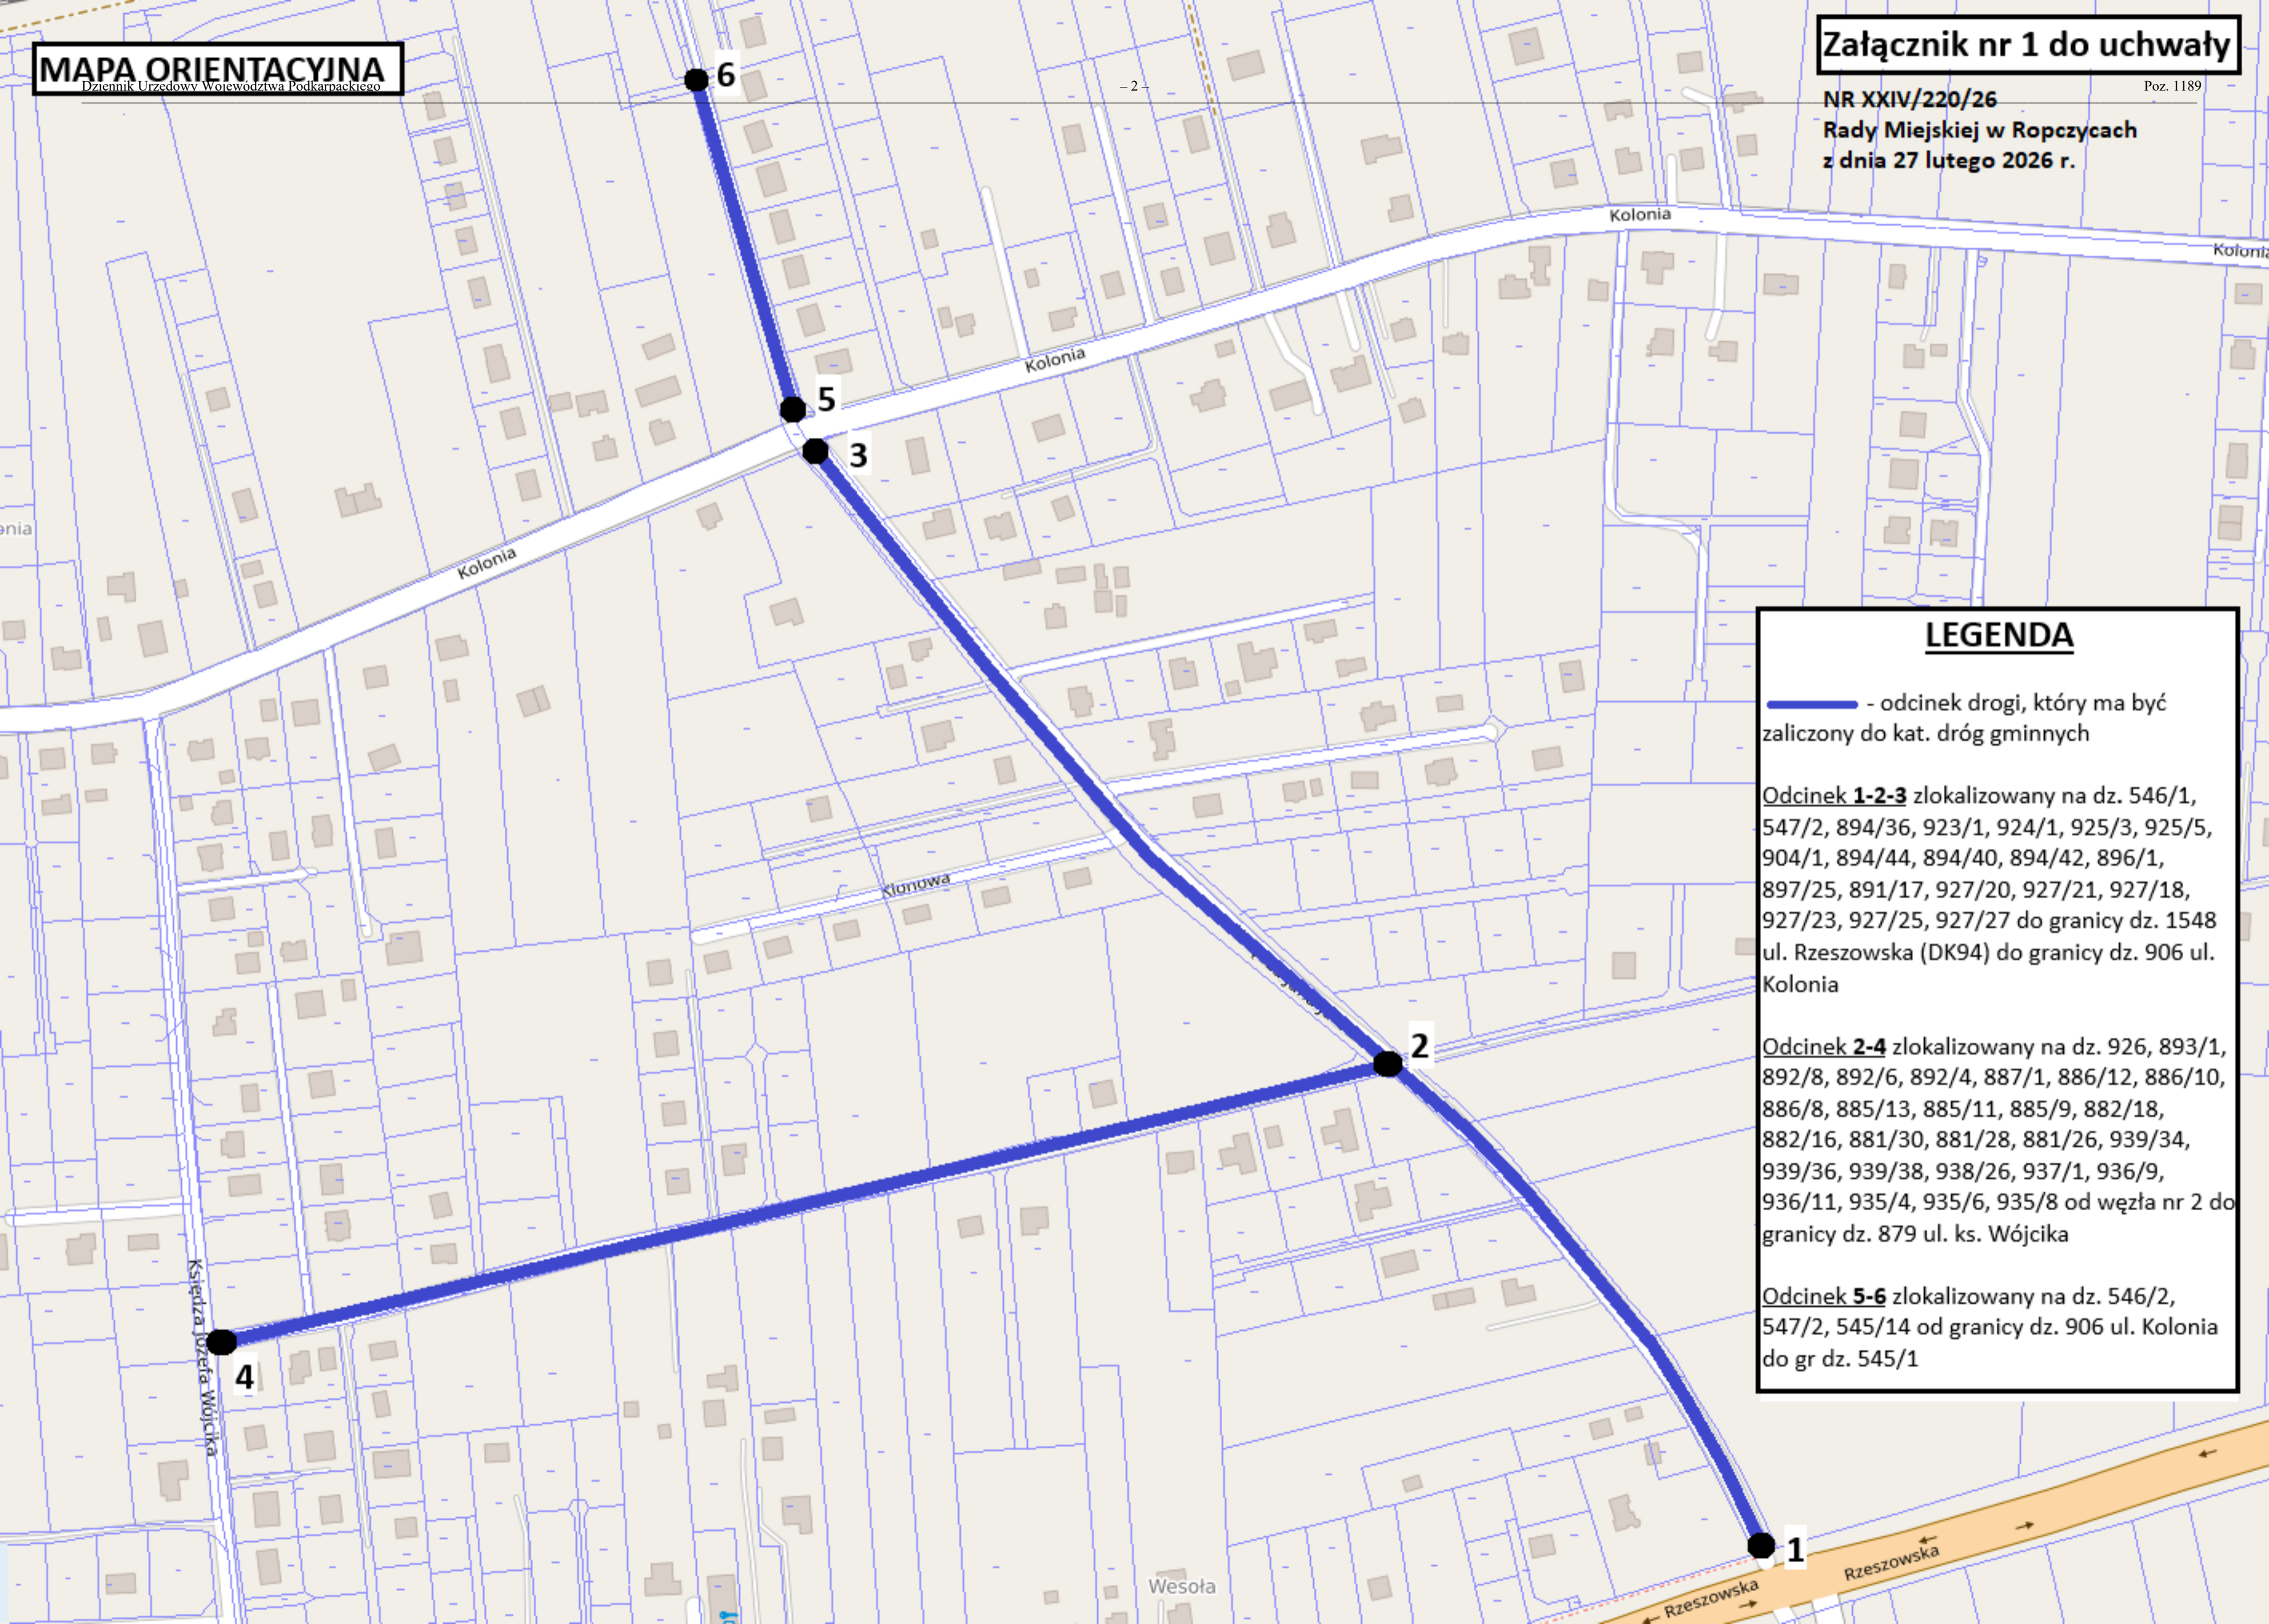 MAPA ORIENTACYJNA
Dziennik Urzędowy Województwa Podkarpackiego
– 2 –
Poz. 1189
Załącznik nr 1 do uchwały
NR XXIV/220/26
Rady Miejskiej w Ropczycach
z dnia 27 lutego 2026 r.
6
5
3
2
4
1
Kolonia
Kolonia
Kolonia
Kolonia
Klonowa
Księdza Józefa Wójcika
Wesoła
Rzeszowska
Rzeszowska
LEGENDA
- odcinek drogi, który ma być
zaliczony do kat. dróg gminnych
Odcinek 1-2-3 zlokalizowany na dz. 546/1,
547/2, 894/36, 923/1, 924/1, 925/3, 925/5,
904/1, 894/44, 894/40, 894/42, 896/1,
897/25, 891/17, 927/20, 927/21, 927/18,
927/23, 927/25, 927/27 do granicy dz. 1548
ul. Rzeszowska (DK94) do granicy dz. 906 ul.
Kolonia
Odcinek 2-4 zlokalizowany na dz. 926, 893/1,
892/8, 892/6, 892/4, 887/1, 886/12, 886/10,
886/8, 885/13, 885/11, 885/9, 882/18,
882/16, 881/30, 881/28, 881/26, 939/34,
939/36, 939/38, 938/26, 937/1, 936/9,
936/11, 935/4, 935/6, 935/8 od węzła nr 2 do
granicy dz. 879 ul. ks. Wójcika
Odcinek 5-6 zlokalizowany na dz. 546/2,
547/2, 545/14 od granicy dz. 906 ul. Kolonia
do gr dz. 545/1